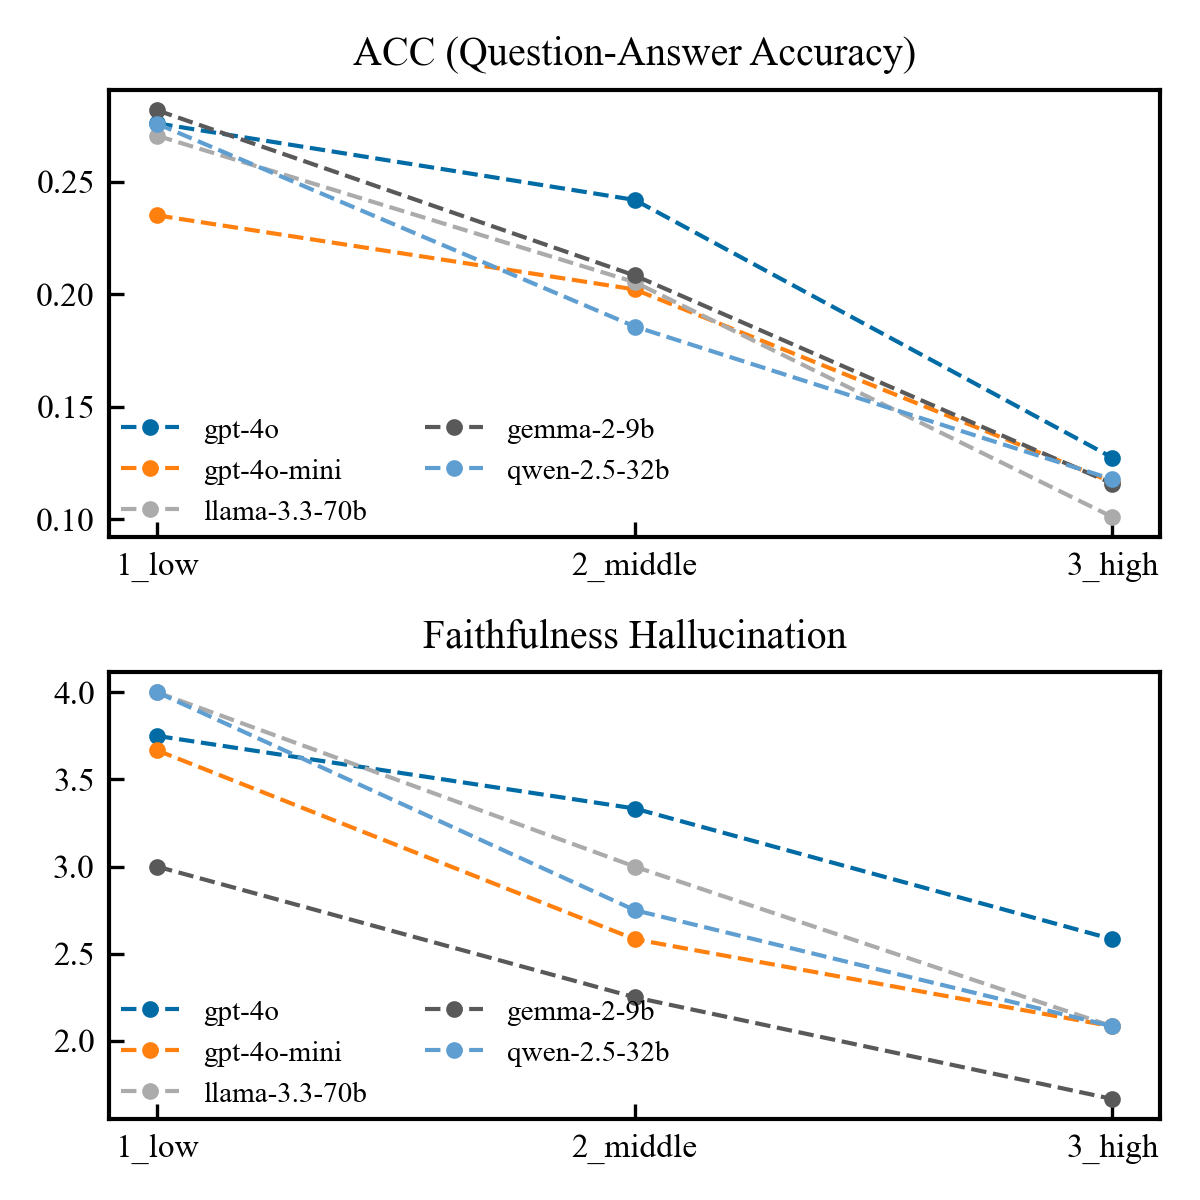 ACC (Question-Answer Accuracy)
0.25
0.20
0.15
0.10
gpt-4o
gpt-4o-mini
llama-3.3-70b
gemma-2-9b
qwen-2.5-32b
1_low 2_middle 3_high
Faithfulness Hallucination
4.0
3.5
3.0
2.5
2.0
gpt-4o
gpt-4o-mini
llama-3.3-70b
gemma-2-9b
qwen-2.5-32b
1_low 2_middle 3_high